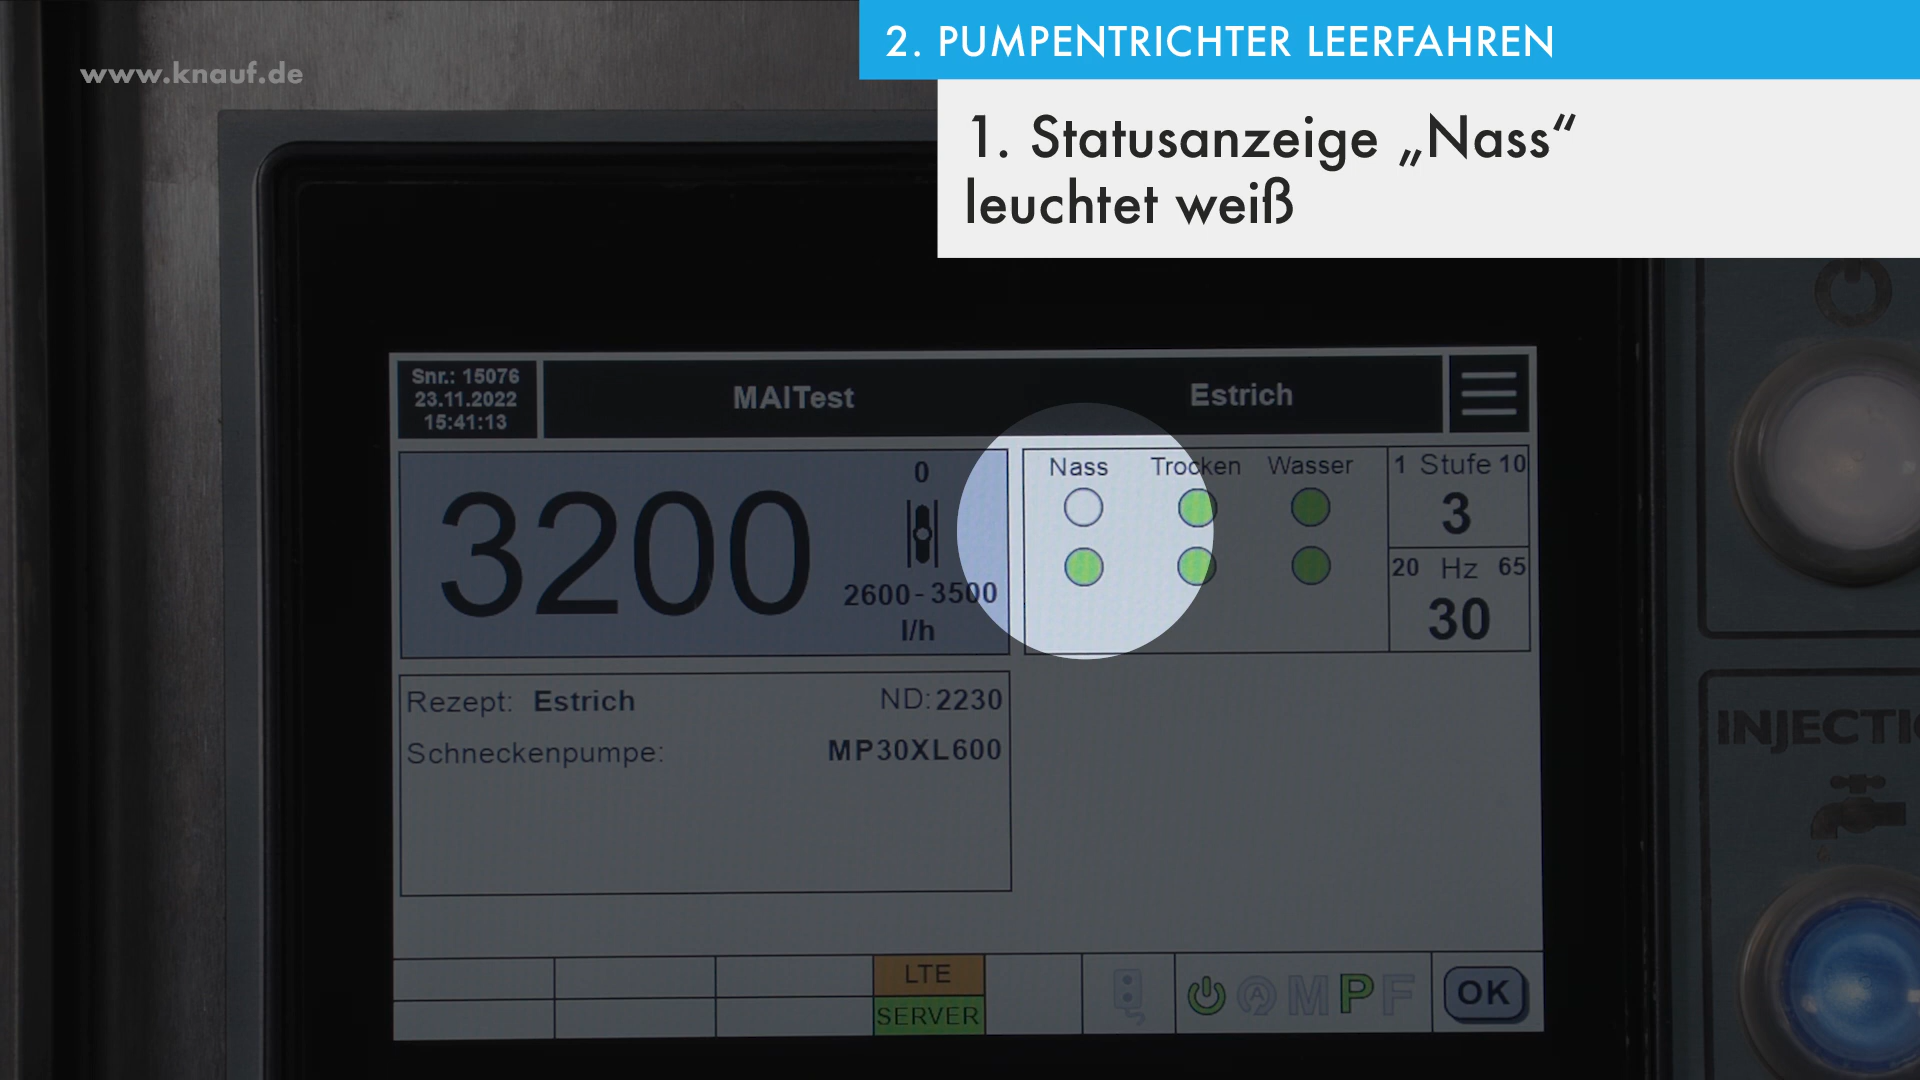 www.knauf.de
2. PUMPENTRICHTER LEERFAHREN
1. Statusanzeige „Nass“
leuchtet weiß
Snr.: 15076
23.11.2022
15:41:13
MAITest
Estrich
3200
0
2600-3500
l/h
Nass Trocken Wasser
1 Stufe 10
3
20 Hz 65
30
Rezept: Estrich ND:2230
Schneckenpumpe: MP30XL600
LTE
SERVER
A M P F
OK
INJECTI